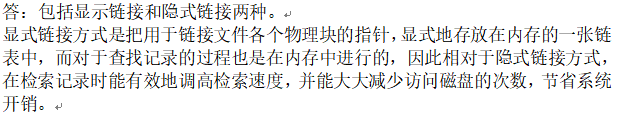 答：包括显示链接和隐式链接两种。
显式链接方式是把用于链接文件各个物理块的指针，显式地存放在内存的一张链
表中，而对于查找记录的过程也是在内存中进行的，因此相对于隐式链接方式，
在检索记录时能有效地调高检索速度，并能大大减少访问磁盘的次数，节省系统
开销。